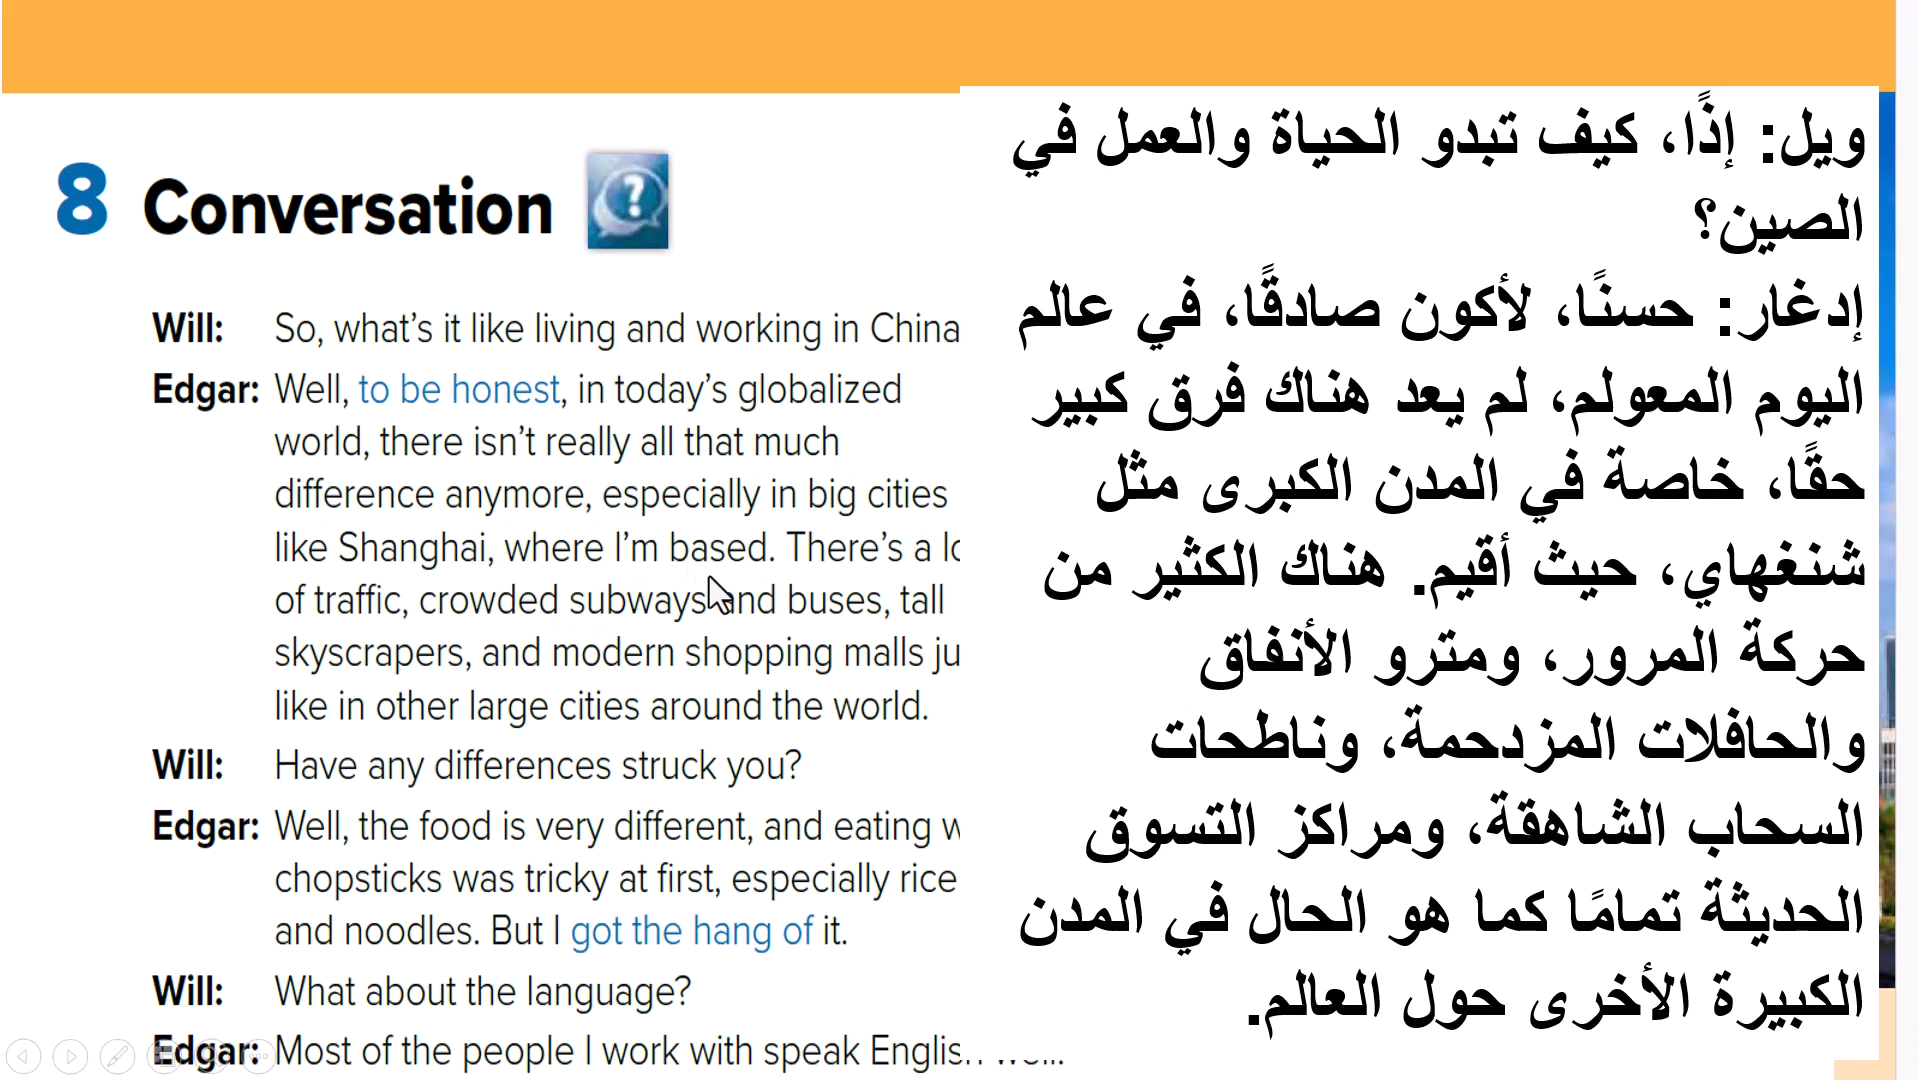 8 Conversation
Will: So, what's it like living and working in China
Edgar: Well, to be honest, in today's globalized
world, there isn't really all that much
difference anymore, especially in big cities
like Shanghai, where I'm based. There's a
of traffic, crowded subways and buses, tall
skyscrapers, and modern shopping malls
like in other large cities around the world.
Will: Have any differences struck you?
Edgar: Well, the food is very different, and eating
chopsticks was tricky at first, especially rice
and noodles. But I got the hang of it.
Will: What about the language?
Edgar: Most of the people I work with speak
ويل: إذًا، كيف تبدو الحياة والعمل في
الصين؟
إدغار: حسنًا، لأكون صادقًا، في عالم
اليوم المعولم، لم يعد هناك فرق كبير
حقًا، خاصة في المدن الكبرى مثل
شنغهاي، حيث أقيم. هناك الكثير من
حركة المرور، ومترو الأنفاق
والحافلات المزدحمة، وناطحات
السحاب الشاهقة، ومراكز التسوق
الحديثة تمامًا كما هو الحال في المدن
الكبيرة الأخرى حول العالم.